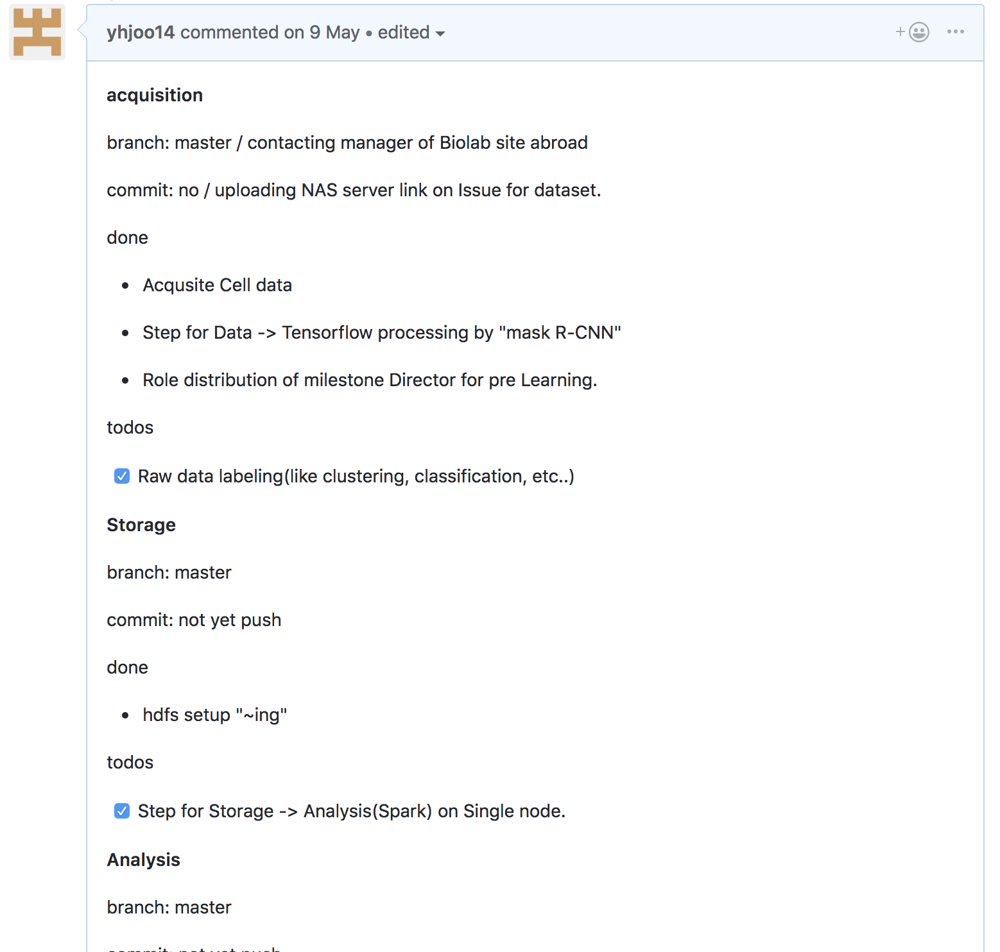 yhjoo14 commented on 9 May • edited
acquisition
branch: master / contacting manager of Biolab site abroad
commit: no / uploading NAS server link on Issue for dataset.
done
• Acqusite Cell data
• Step for Data -> Tensorflow processing by "mask R-CNN"
• Role distribution of milestone Director for pre Learning.
todos
Raw data labeling(like clustering, classification, etc..)
Storage
branch: master
commit: not yet push
done
• hdfs setup "~ing"
todos
Step for Storage -> Analysis(Spark) on Single node.
Analysis
branch: master
commit: not yet push